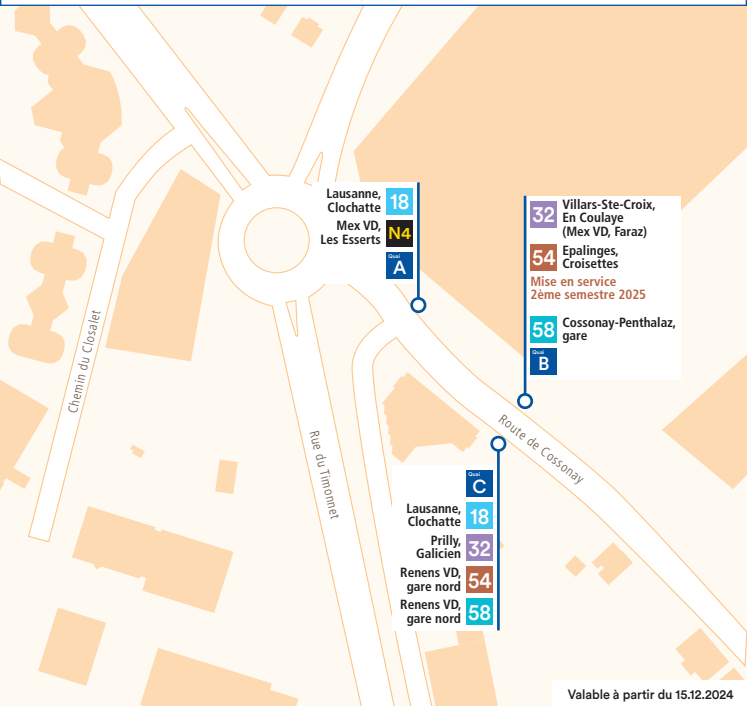 Lausanne,
Clochatte
18
Mex VD,
Les Esserts
N4
Quai
A
32
Villars-Ste-Croix,
En Coulaye
(Mex VD, Faraz)
54
Epalinges,
Croisettes
Mise en service
2ème semestre 2025
58
Cossonay-Penthalaz,
gare
Quai
B
Chemin du Closalet
Rue du Timonnet
Route de Cossonay
Quai
C
Lausanne,
Clochatte
18
Prilly,
Galicien
32
Renens VD,
gare nord
54
Renens VD,
gare nord
58
Valable à partir du 15.12.2024